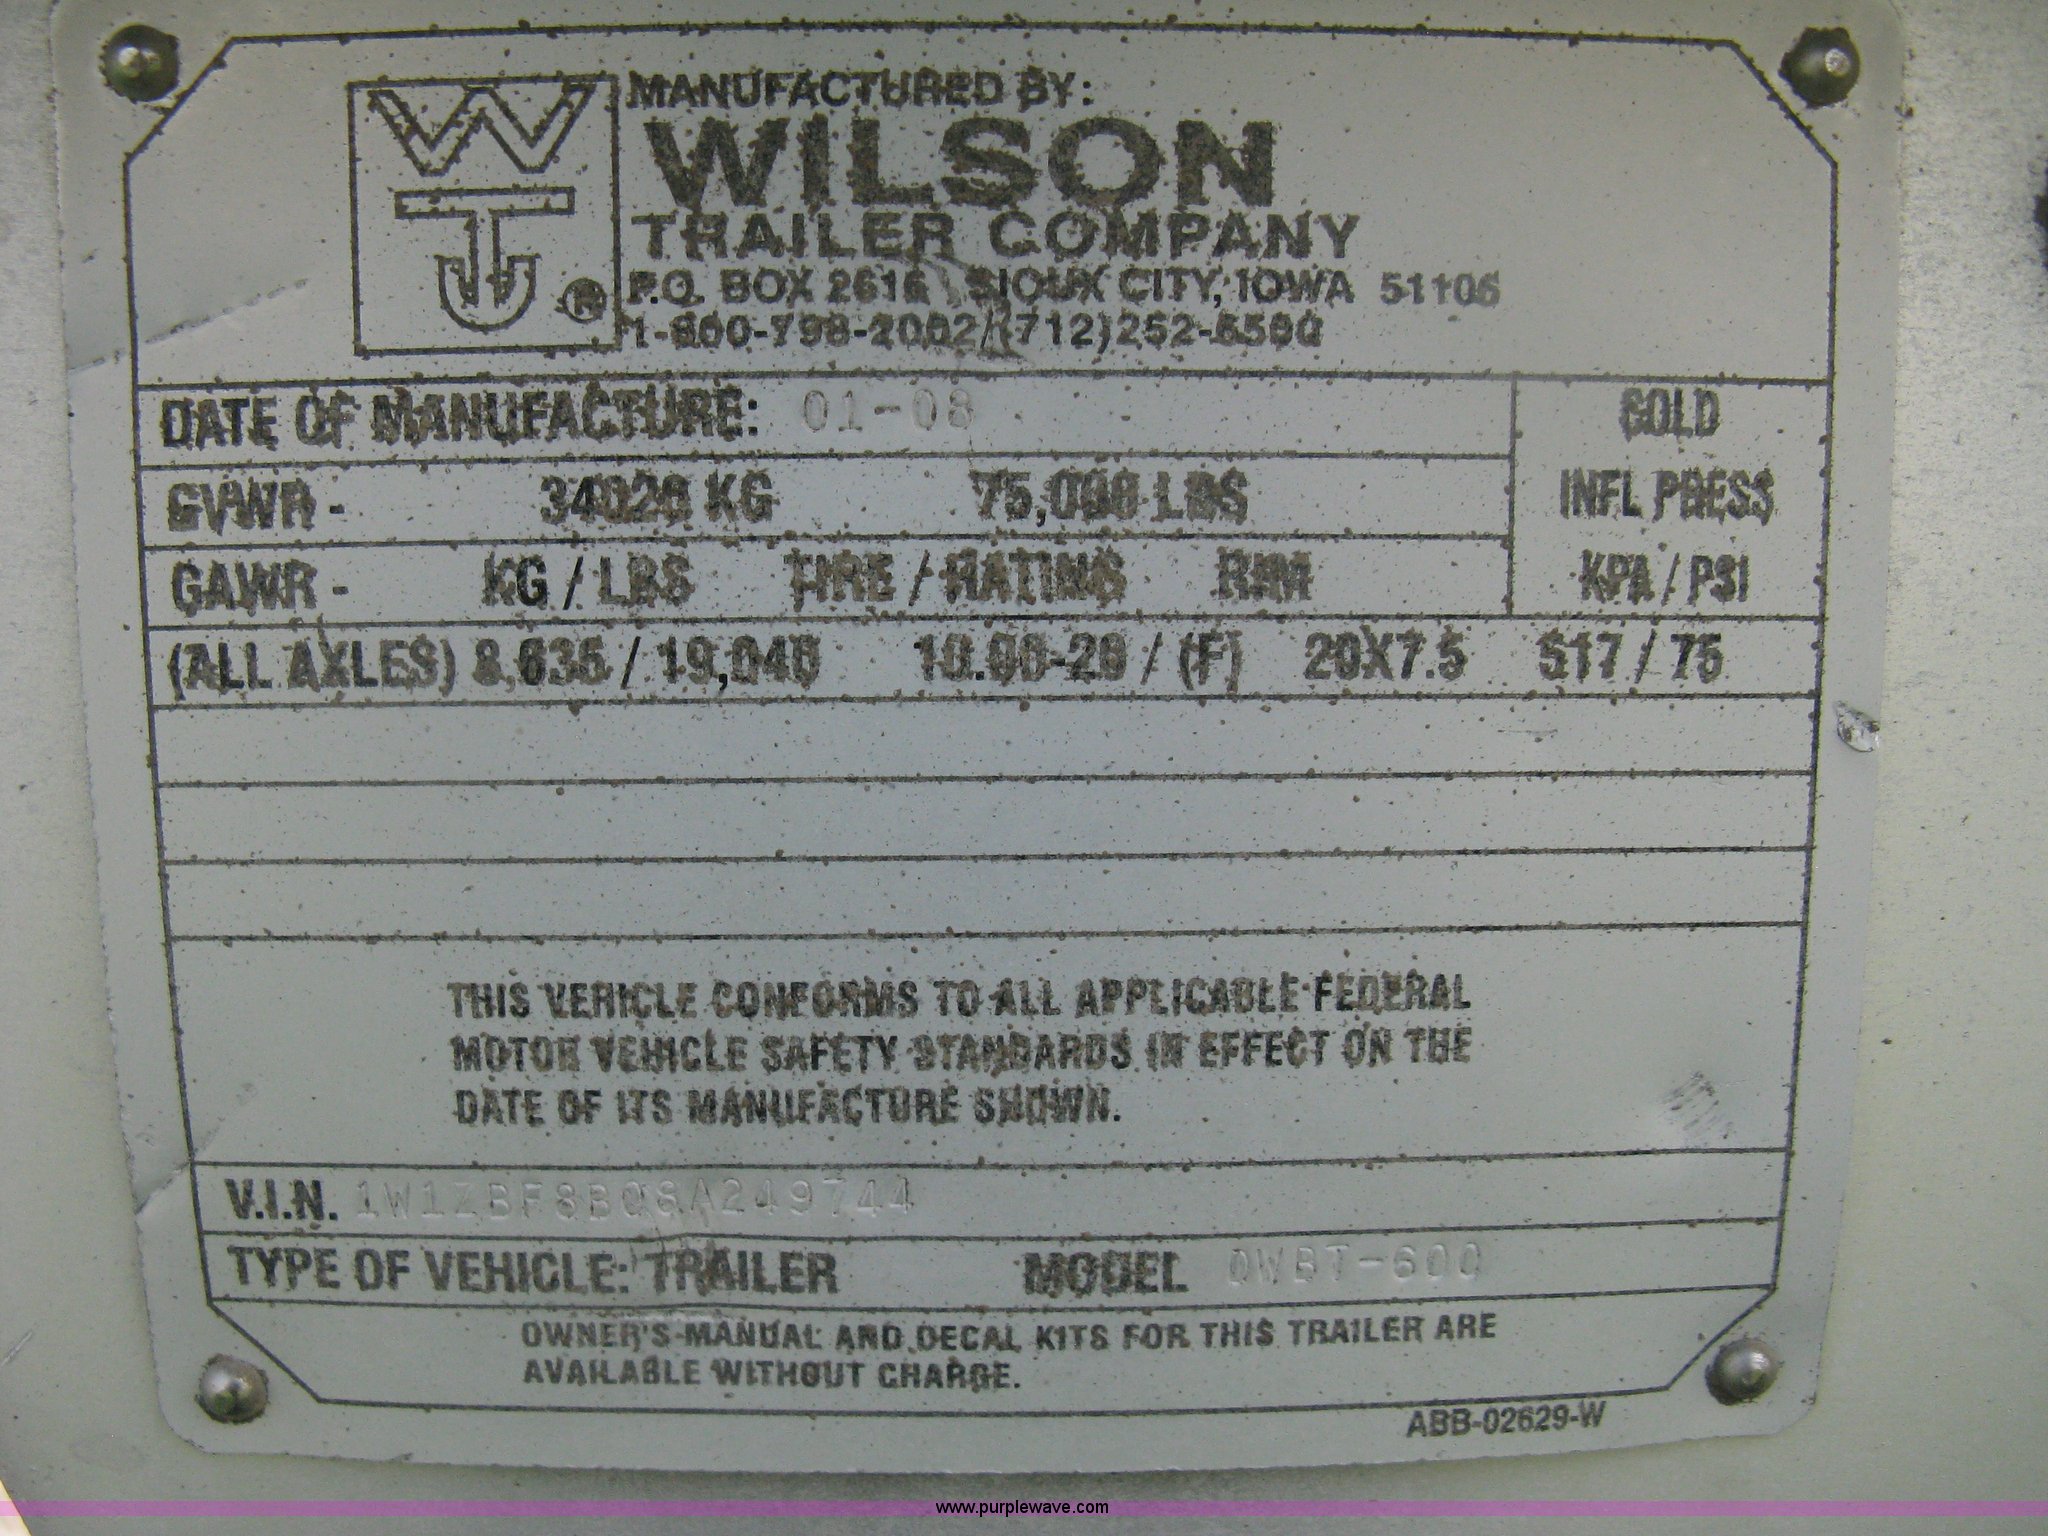 MANUFACTURED BY:
WILSON
TRAILER COMPANY
P.O. BOX 2616 SIOUX CITY, IOWA 51106
1-800-798-2002/(712)252-6500
DATE OF MANUFACTURE: 01-08
COLD
INFL PRESS
KPA / PSI
GVWR - 34020 KG 75,000 LBS
GAWR - KG / LBS TIRE / RATING RIM
(ALL AXLES) 8,636 / 19,040 10.00-20 / (F) 20X7.5 517 / 75
THIS VEHICLE CONFORMS TO ALL APPLICABLE FEDERAL
MOTOR VEHICLE SAFETY STANDARDS IN EFFECT ON THE
DATE OF ITS MANUFACTURE SHOWN.
V.I.N. 1W1ZBF8B08A249744
TYPE OF VEHICLE: TRAILER MODEL DWBT-600
OWNER'S MANUAL AND DECAL KITS FOR THIS TRAILER ARE
AVAILABLE WITHOUT CHARGE.
ABB-02629-W
www.purplewave.com